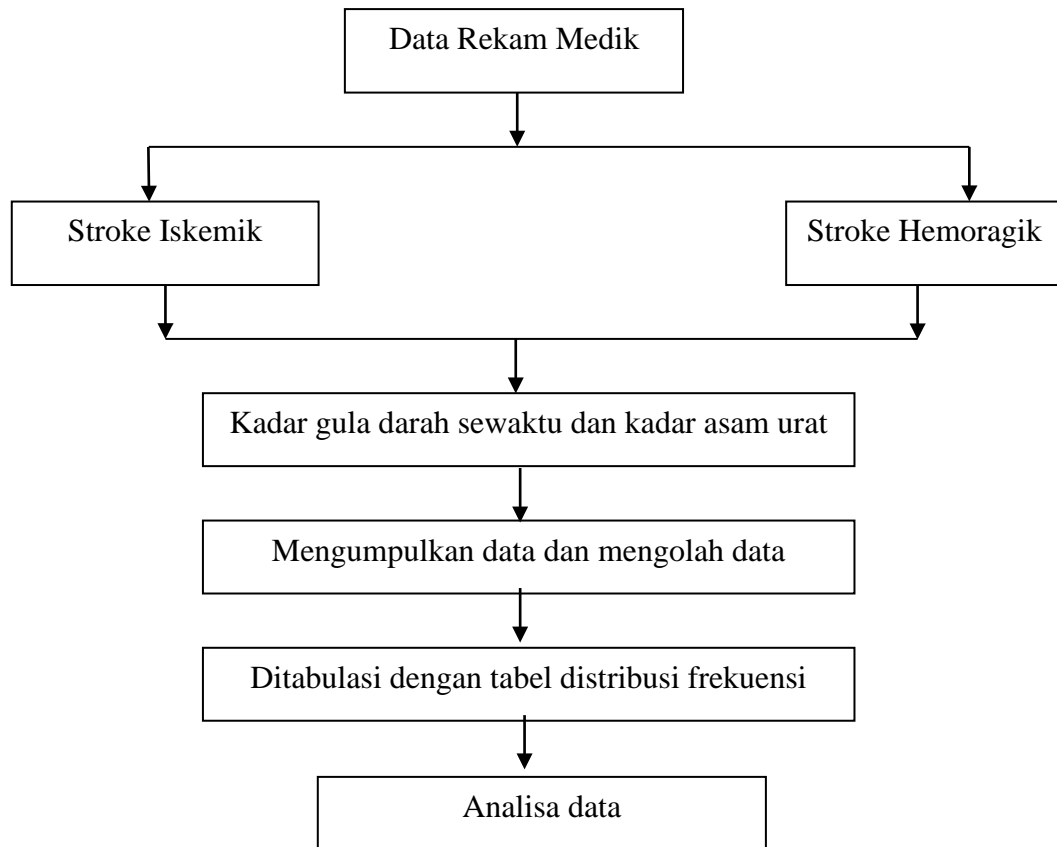 Data Rekam Medik
Stroke Iskemik
Stroke Hemoragik
Kadar gula darah sewaktu dan kadar asam urat
Mengumpulkan data dan mengolah data
Ditabulasi dengan tabel distribusi frekuensi
Analisa data